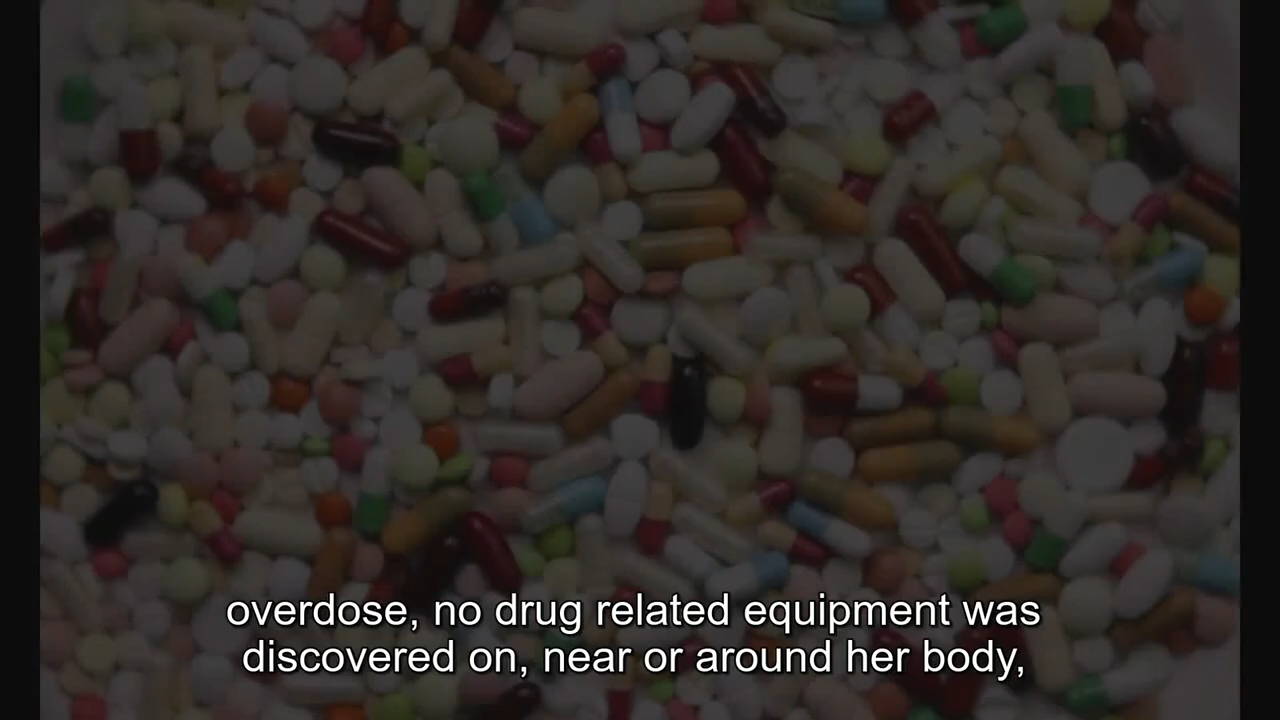 overdose, no drug related equipment was
discovered on, near or around her body,